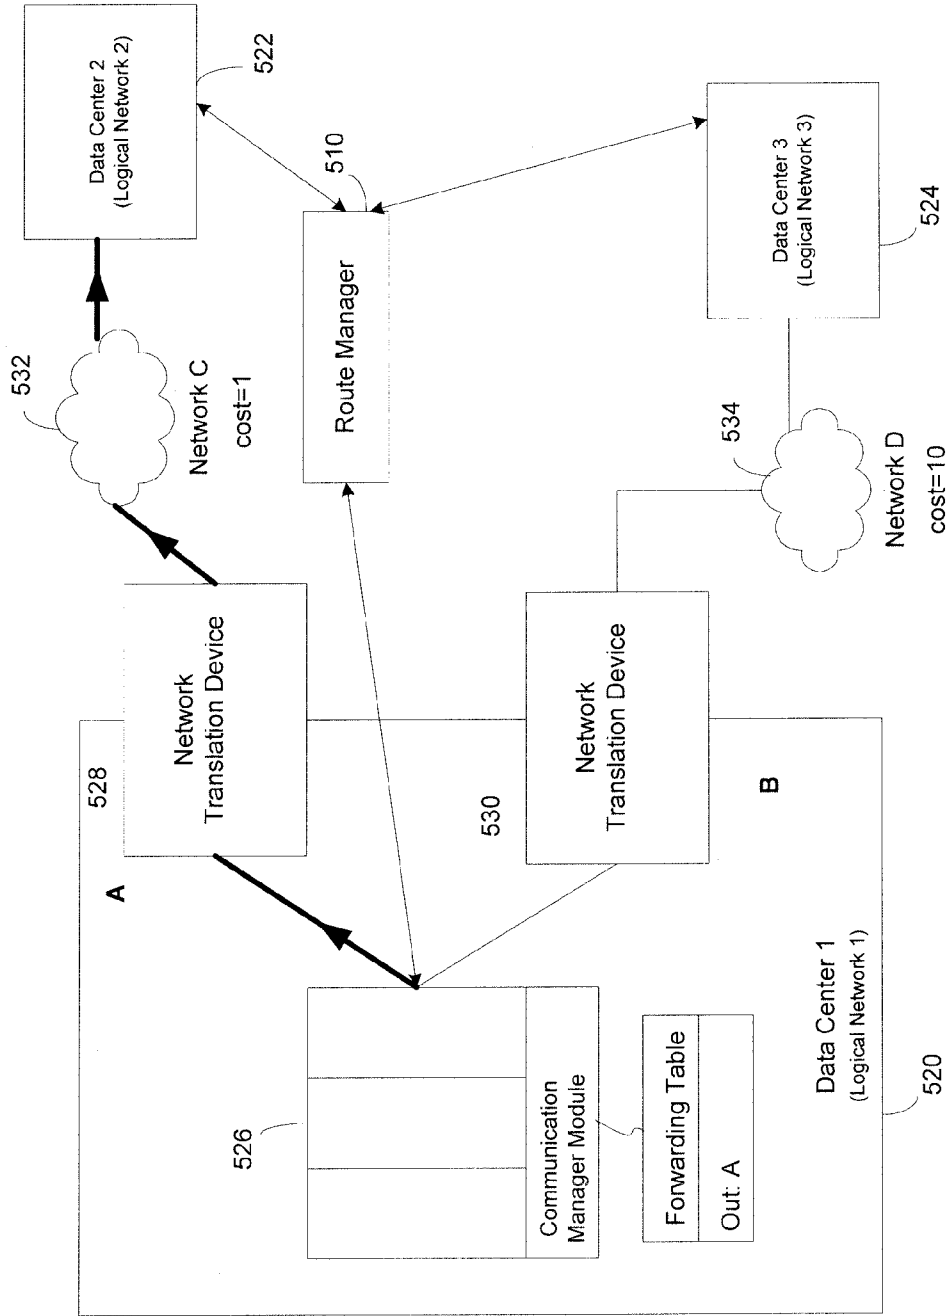 Data Center 2
(Logical Network 2)
522
532
Network C
cost=1
510
Route Manager
Data Center 3
(Logical Network 3)
524
534
Network D
cost=10
528
A
Network
Translation Device
530
B
Network
Translation Device
526
Communication
Manager Module
Forwarding Table
Out: A
Data Center 1
(Logical Network 1)
520